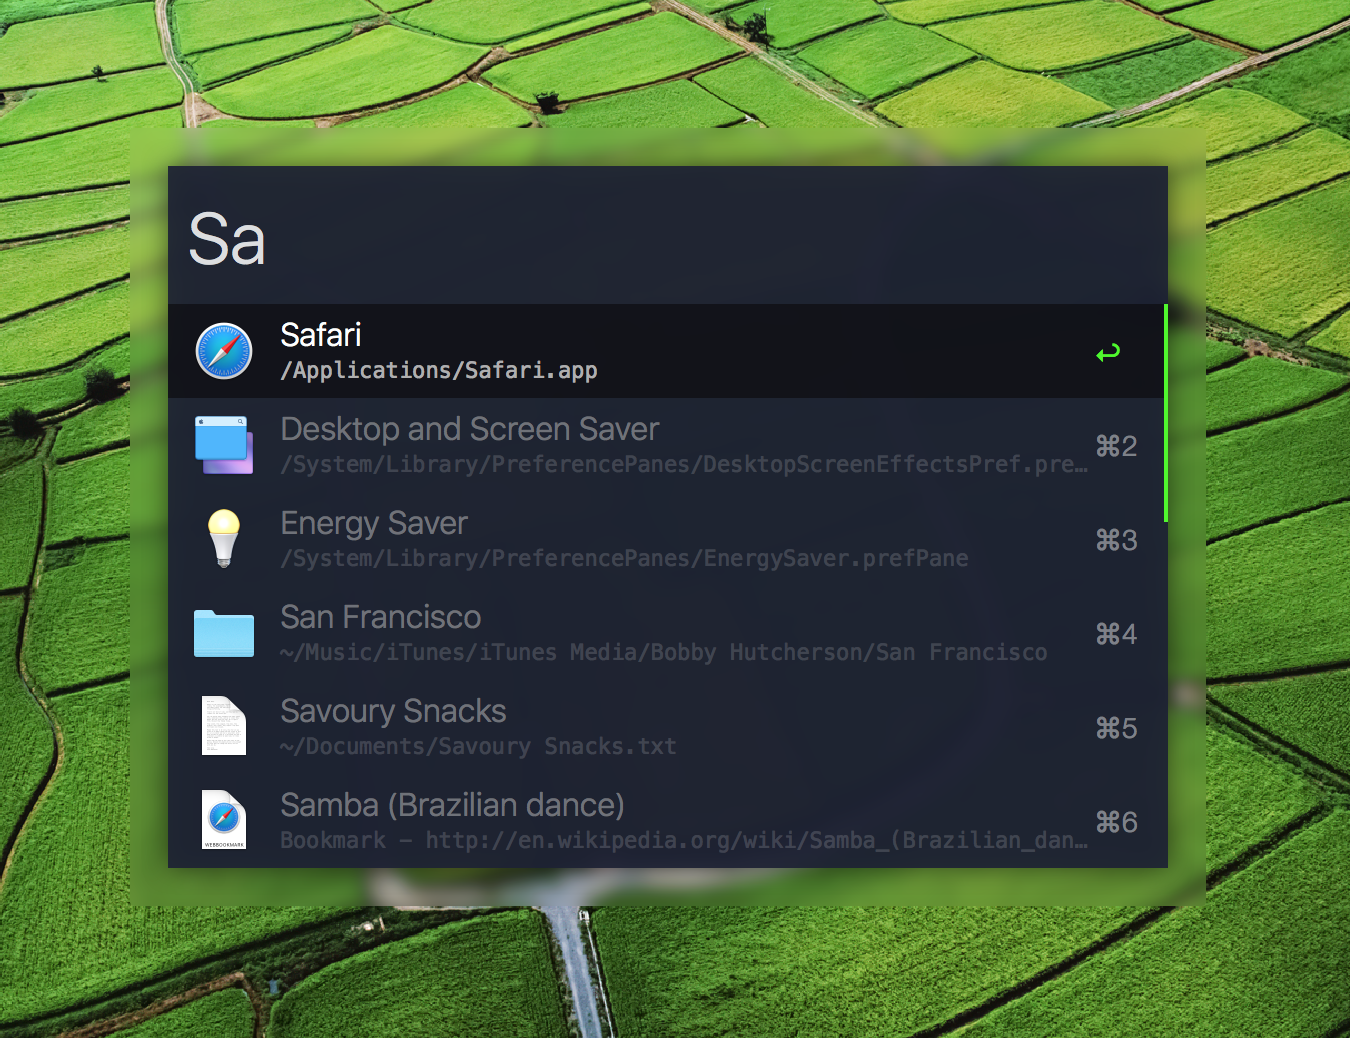 Sa
Safari
/Applications/Safari.app
Desktop and Screen Saver
/System/Library/PreferencePanes/DesktopScreenEffectsPref.pre…
⌘2
Energy Saver
/System/Library/PreferencePanes/EnergySaver.prefPane
⌘3
San Francisco
~/Music/iTunes/iTunes Media/Bobby Hutcherson/San Francisco
⌘4
Savoury Snacks
~/Documents/Savoury Snacks.txt
⌘5
Samba (Brazilian dance)
Bookmark – http://en.wikipedia.org/wiki/Samba_(Brazilian_dan…
⌘6
WEBBOOKMARK